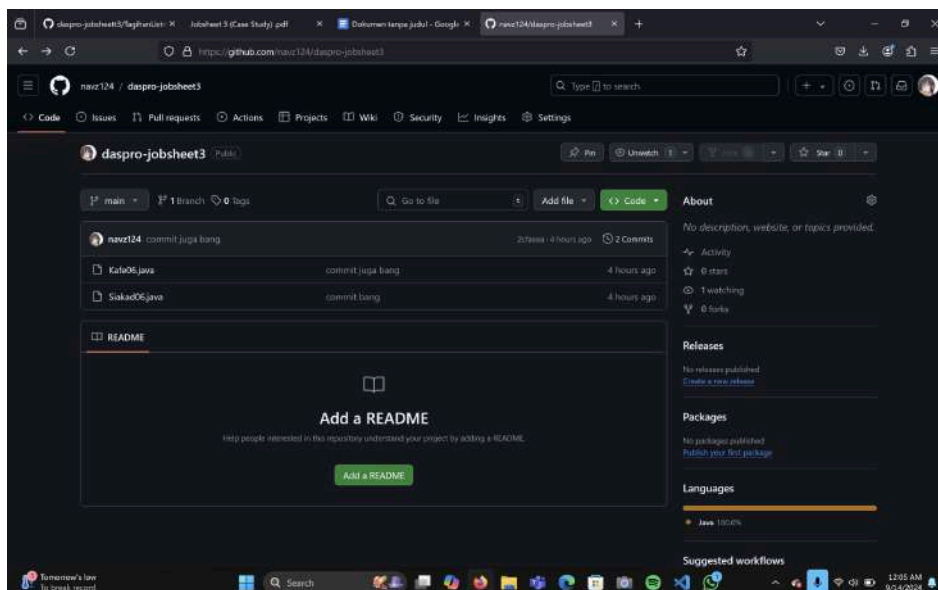 Jobsheet 3 (Case Study).pdf
Dokumen tanpa judul - Google
navz124/daspro-jobsheet3
https://github.com/navz124/daspro-jobsheet3
navz124 / daspro-jobsheet3
Type / to search
Code Issues Pull requests Actions Projects Wiki Security Insights Settings
daspro-jobsheet3 Public
Pin Unwatch 1 Star 0
main 1 Branch 0 Tags Go to file t Add file Code
navz124 commit juga bang 4 hours ago 2 Commits
Kafe06.java commit juga bang 4 hours ago
Siakad06.java commit bang 4 hours ago
README
Add a README
Help people interested in this repository understand your project by adding a README.
Add a README
About
No description, website, or topics provided.
Activity
0 stars
1 watching
0 forks
Releases
No releases published
Create a new release
Packages
No packages published
Publish your first package
Languages
Java 100.0%
Suggested workflows
Tomorrow's low
To break record
Search
12:05 AM
9/14/2024